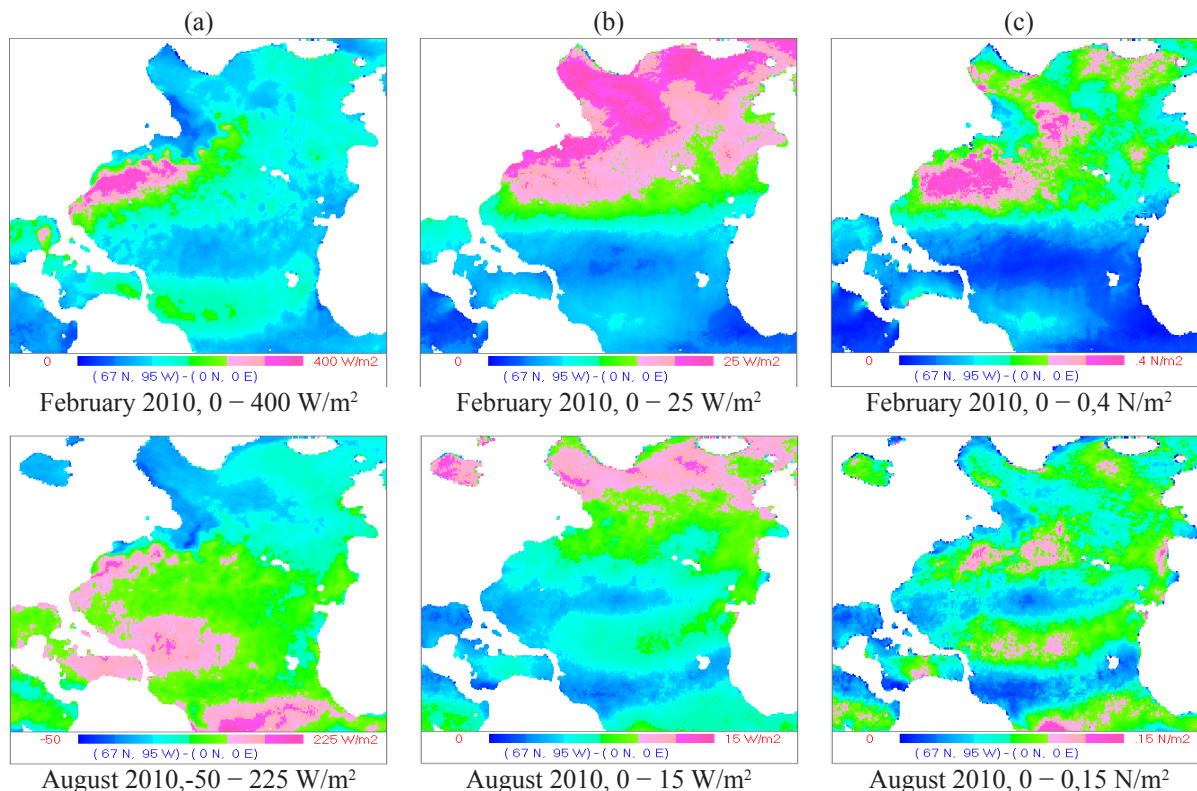 (a) (b) (c)
0 400 W/m2 0 25 W/m2 0 .4 N/m2
(67 N, 95 W)-(0 N, 0 E) (67 N, 95 W)-(0 N, 0 E) (67 N, 95 W)-(0 N, 0 E)
February 2010, 0 – 400 W/m² February 2010, 0 – 25 W/m² February 2010, 0 – 0,4 N/m²
-50 225 W/m2 0 15 W/m2 0 .15 N/m2
(67 N, 95 W)-(0 N, 0 E) (67 N, 95 W)-(0 N, 0 E) (67 N, 95 W)-(0 N, 0 E)
August 2010,-50 – 225 W/m² August 2010, 0 – 15 W/m² August 2010, 0 – 0,15 N/m²